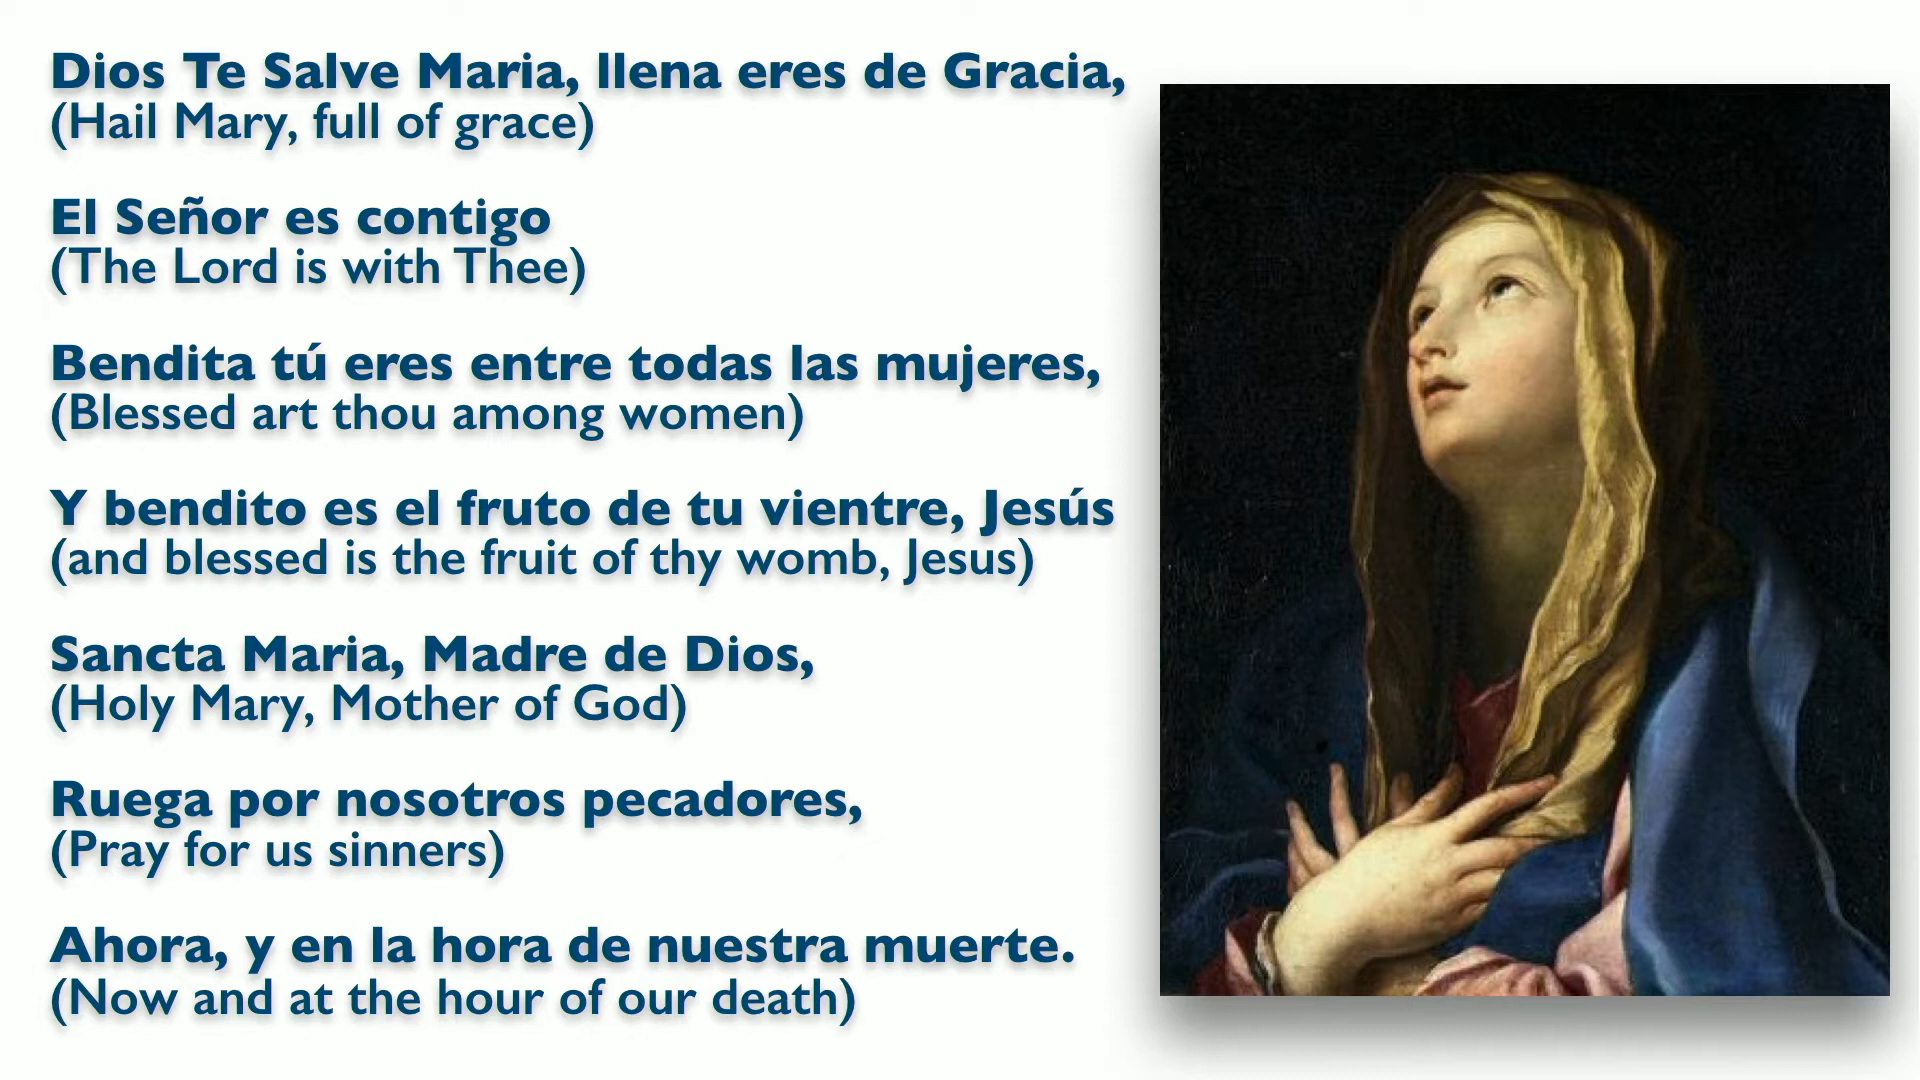 Dios Te Salve Maria, llena eres de Gracia,
(Hail Mary, full of grace)
El Señor es contigo
(The Lord is with Thee)
Bendita tú eres entre todas las mujeres,
(Blessed art thou among women)
Y bendito es el fruto de tu vientre, Jesús
(and blessed is the fruit of thy womb, Jesus)
Sancta Maria, Madre de Dios,
(Holy Mary, Mother of God)
Ruega por nosotros pecadores,
(Pray for us sinners)
Ahora, y en la hora de nuestra muerte.
(Now and at the hour of our death)